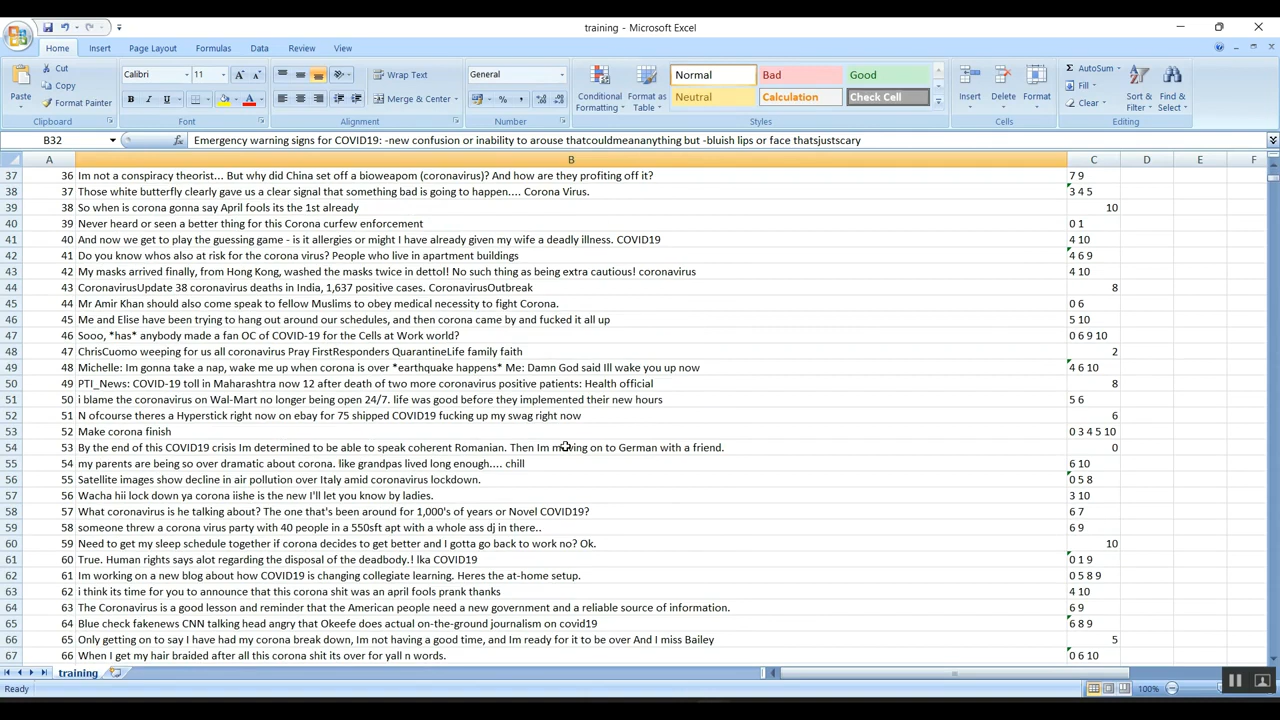 training - Microsoft Excel
Home Insert Page Layout Formulas Data Review View
Paste Cut Copy Format Painter Clipboard
Calibri 11 A A B I U A Font
Wrap Text Merge & Center Alignment
General % , Number
Conditional Formatting Format as Table
Normal Bad Good
Neutral Calculation Check Cell
Styles
Insert Delete Format Cells
AutoSum Fill Clear Sort & Filter Find & Select Editing
B32 fx Emergency warning signs for COVID19: -new confusion or inability to arouse thatcouldmeananything but -bluish lips or face thatsjustscary
A B C D E F
37 36 Im not a conspiracy theorist... But why did China set off a bioweapom (coronavirus)? And how are they profiting off it? 7 9
38 37 Those white butterfly clearly gave us a clear signal that something bad is going to happen.... Corona Virus. 3 4 5
39 38 So when is corona gonna say April fools its the 1st already 10
40 39 Never heard or seen a better thing for this Corona curfew enforcement 0 1
41 40 And now we get to play the guessing game - is it allergies or might I have already given my wife a deadly illness. COVID19 4 10
42 41 Do you know whos also at risk for the corona virus? People who live in apartment buildings 4 6 9
43 42 My masks arrived finally, from Hong Kong, washed the masks twice in dettol! No such thing as being extra cautious! coronavirus 4 10
44 43 CoronavirusUpdate 38 coronavirus deaths in India, 1,637 positive cases. CoronavirusOutbreak 8
45 44 Mr Amir Khan should also come speak to fellow Muslims to obey medical necessity to fight Corona. 0 6
46 45 Me and Elise have been trying to hang out around our schedules, and then corona came by and fucked it all up 5 10
47 46 Sooo, *has* anybody made a fan OC of COVID-19 for the Cells at Work world? 0 6 9 10
48 47 ChrisCuomo weeping for us all coronavirus Pray FirstResponders QuarantineLife family faith 2
49 48 Michelle: Im gonna take a nap, wake me up when corona is over *earthquake happens* Me: Damn God said Ill wake you up now 4 6 10
50 49 PTI_News: COVID-19 toll in Maharashtra now 12 after death of two more coronavirus positive patients: Health official 8
51 50 i blame the coronavirus on Wal-Mart no longer being open 24/7. life was good before they implemented their new hours 5 6
52 51 N ofcourse theres a Hyperstick right now on ebay for 75 shipped COVID19 fucking up my swag right now 6
53 52 Make corona finish 0 3 4 5 10
54 53 By the end of this COVID19 crisis Im determined to be able to speak coherent Romanian. Then Im moving on to German with a friend. 0
55 54 my parents are being so over dramatic about corona. like grandpas lived long enough.... chill 6 10
56 55 Satellite images show decline in air pollution over Italy amid coronavirus lockdown. 0 5 8
57 56 Wacha hii lock down ya corona iishe is the new I'll let you know by ladies. 3 10
58 57 What coronavirus is he talking about? The one that's been around for 1,000's of years or Novel COVID19? 6 7
59 58 someone threw a corona virus party with 40 people in a 550sft apt with a whole ass dj in there.. 6 9
60 59 Need to get my sleep schedule together if corona decides to get better and I gotta go back to work no? Ok. 10
61 60 True. Human rights says alot regarding the disposal of the deadbody.! lka COVID19 0 1 9
62 61 Im working on a new blog about how COVID19 is changing collegiate learning. Heres the at-home setup. 0 5 8 9
63 62 i think its time for you to announce that this corona shit was an april fools prank thanks 4 10
64 63 The Coronavirus is a good lesson and reminder that the American people need a new government and a reliable source of information. 6 9
65 64 Blue check fakenews CNN talking head angry that Okeefe does actual on-the-ground journalism on covid19 6 8 9
66 65 Only getting on to say I have had my corona break down, Im not having a good time, and Im ready for it to be over And I miss Bailey 5
67 66 When I get my hair braided after all this corona shit its over for yall n words. 0 6 10
training
Ready 100%